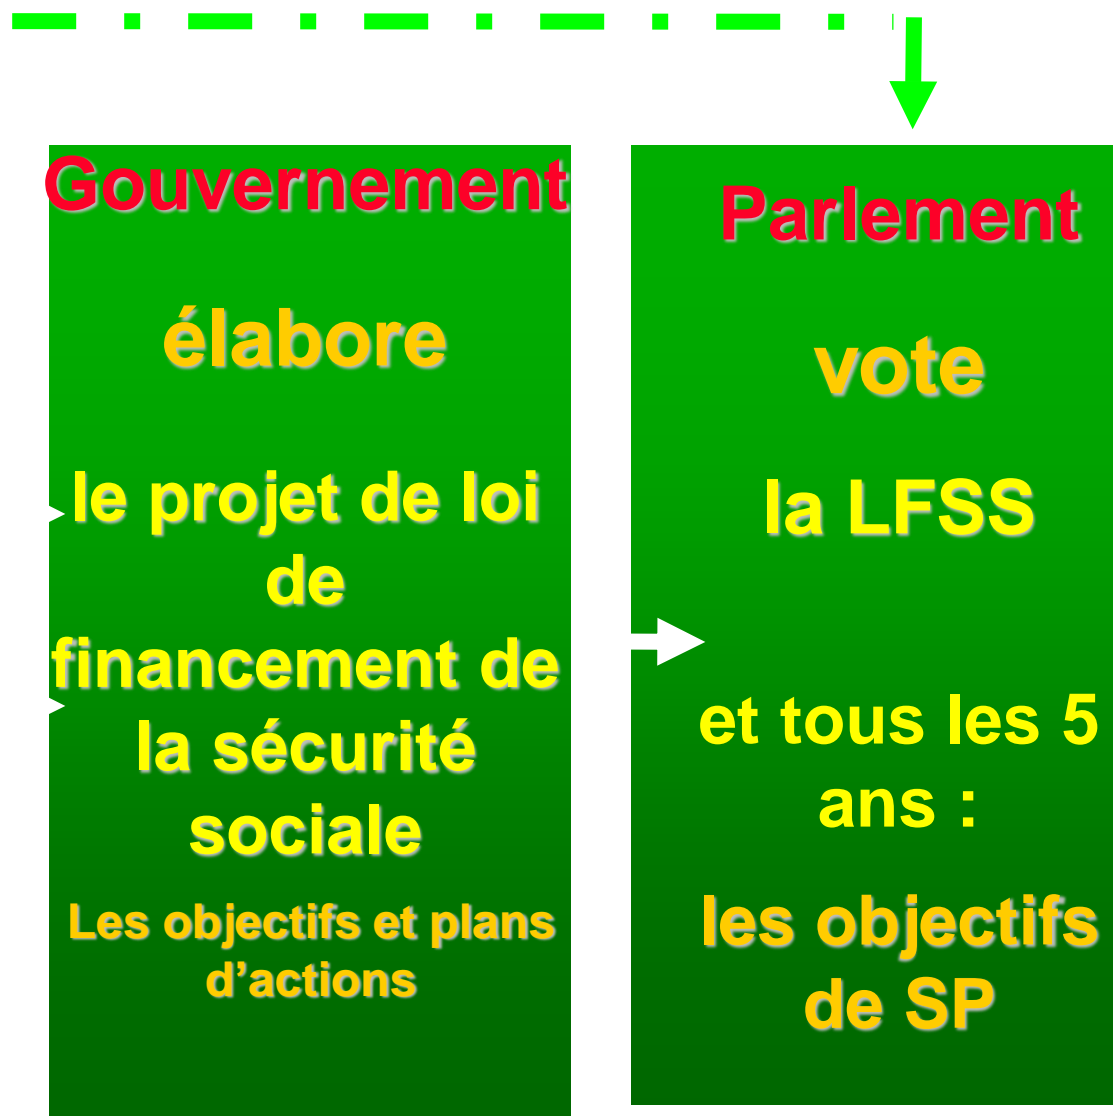 Gouvernement
élabore
le projet de loi
de
financement de
la sécurité
sociale
Les objectifs et plans
d’actions
Parlement
vote
la LFSS
et tous les 5
ans :
les objectifs
de SP